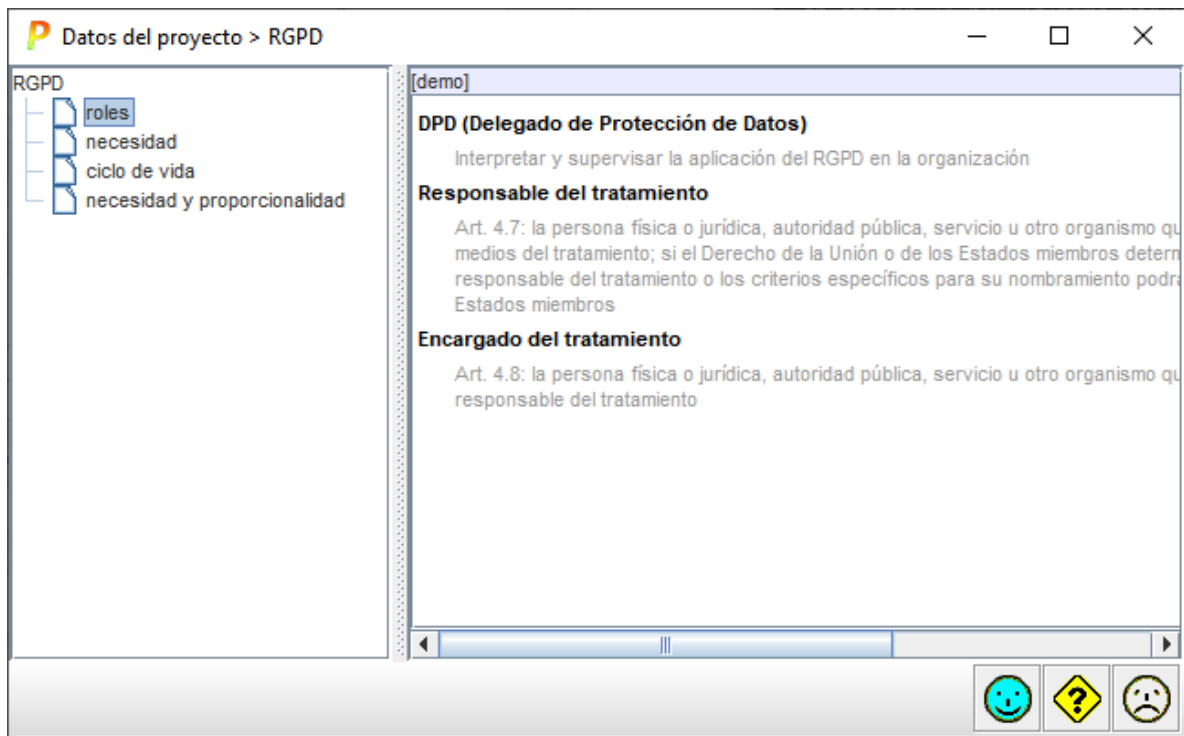 P Datos del proyecto > RGPD
RGPD
roles
necesidad
ciclo de vida
necesidad y proporcionalidad
[demo]
DPD (Delegado de Protección de Datos)
Interpretar y supervisar la aplicación del RGPD en la organización
Responsable del tratamiento
Art. 4.7: la persona física o jurídica, autoridad pública, servicio u otro organismo
medios del tratamiento; si el Derecho de la Unión o de los Estados miembros
responsable del tratamiento o los criterios específicos para su nombramiento
Estados miembros
Encargado del tratamiento
Art. 4.8: la persona física o jurídica, autoridad pública, servicio u otro organismo
responsable del tratamiento
?